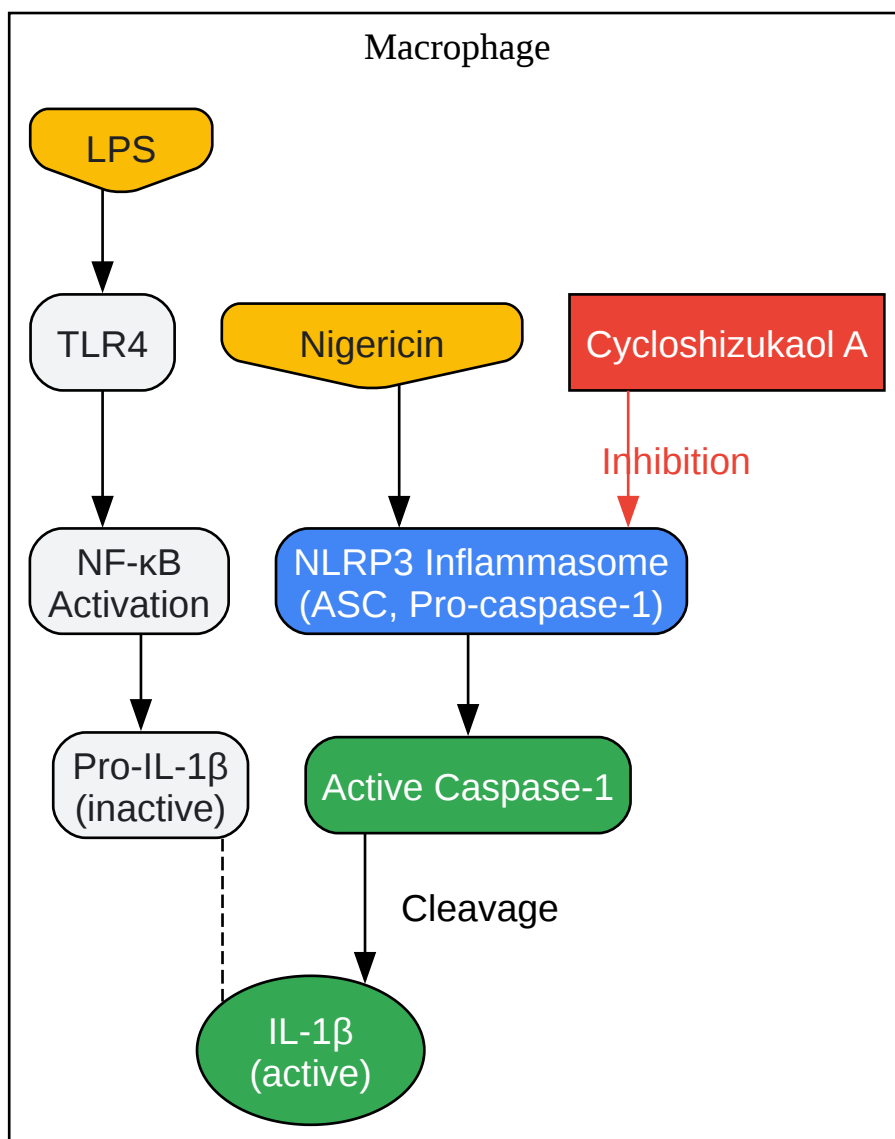 Macrophage
LPS
TLR4
Nigericin
Cycloshizukaol A
Inhibition
NF-κB
Activation
NLRP3 Inflammasome
(ASC, Pro-caspase-1)
Pro-IL-1β
(inactive)
Active Caspase-1
Cleavage
IL-1β
(active)